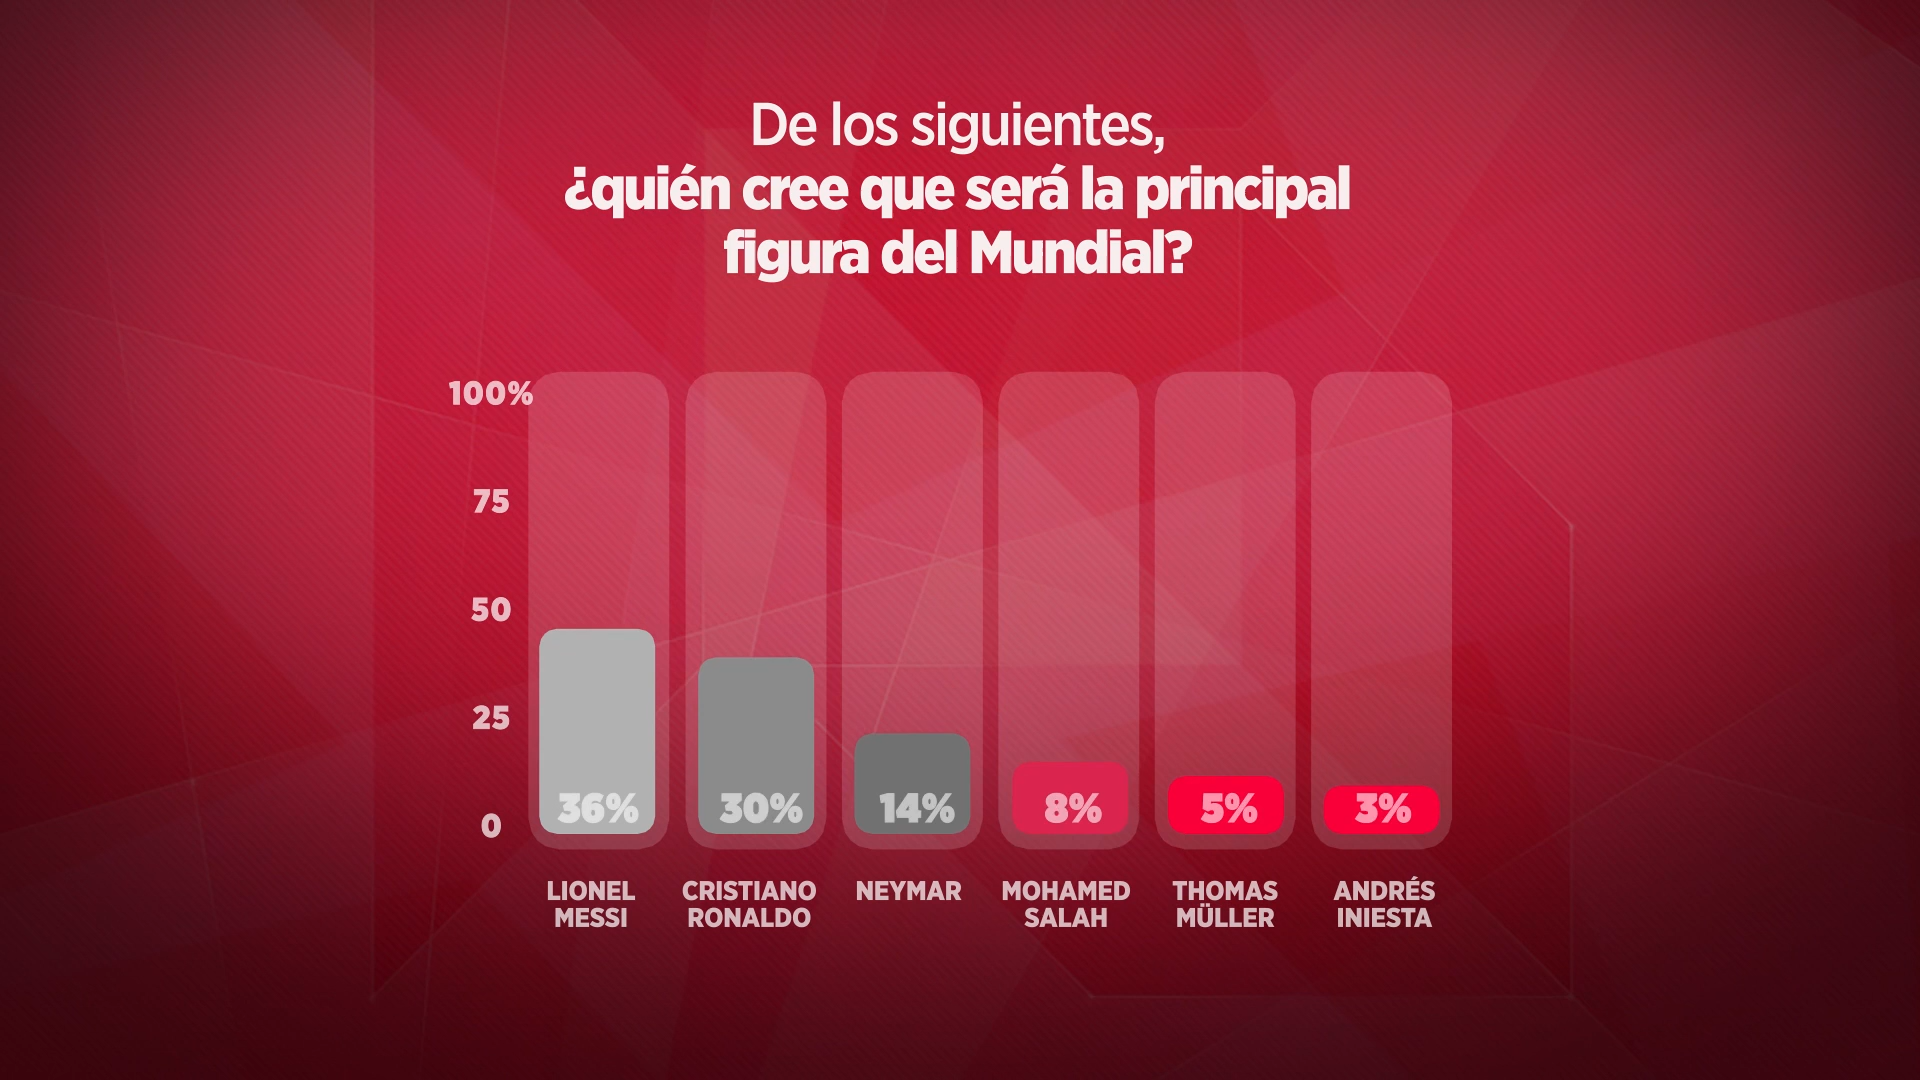 De los siguientes,
¿quién cree que será la principal
figura del Mundial?
100%
75
50
25
0
36%
30%
14%
8%
5%
3%
LIONEL
MESSI
CRISTIANO
RONALDO
NEYMAR
MOHAMED
SALAH
THOMAS
MÜLLER
ANDRÉS
INIESTA